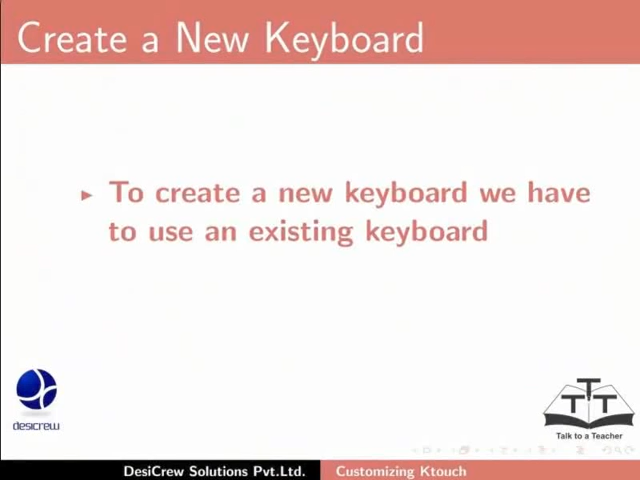 Create a New Keyboard
To create a new keyboard we have
to use an existing keyboard
desicrew
TTT
Talk to a Teacher
DesiCrew Solutions Pvt.Ltd.
Customizing Ktouch